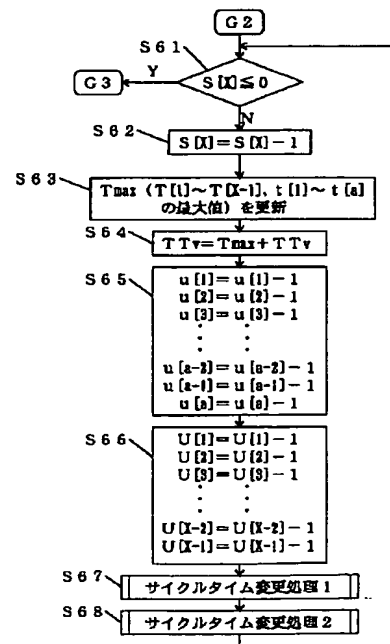 G2
S61
Y
S[X]≦0
G3
N
S62
S[X]=S[X]-1
S63
Tmax (T[1]~T[X-1], t[1]~t[a]
の最大値) を更新
S64
TTv=Tmax+TTv
S65
u[1]=u[1]-1
u[2]=u[2]-1
u[3]=u[3]-1
u[a-2]=u[a-2]-1
u[a-1]=u[a-1]-1
u[a]=u[a]-1
S66
U[1]=U[1]-1
U[2]=U[2]-1
U[3]=U[3]-1
U[X-2]=U[X-2]-1
U[X-1]=U[X-1]-1
S67
サイクルタイム変更処理1
S68
サイクルタイム変更処理2